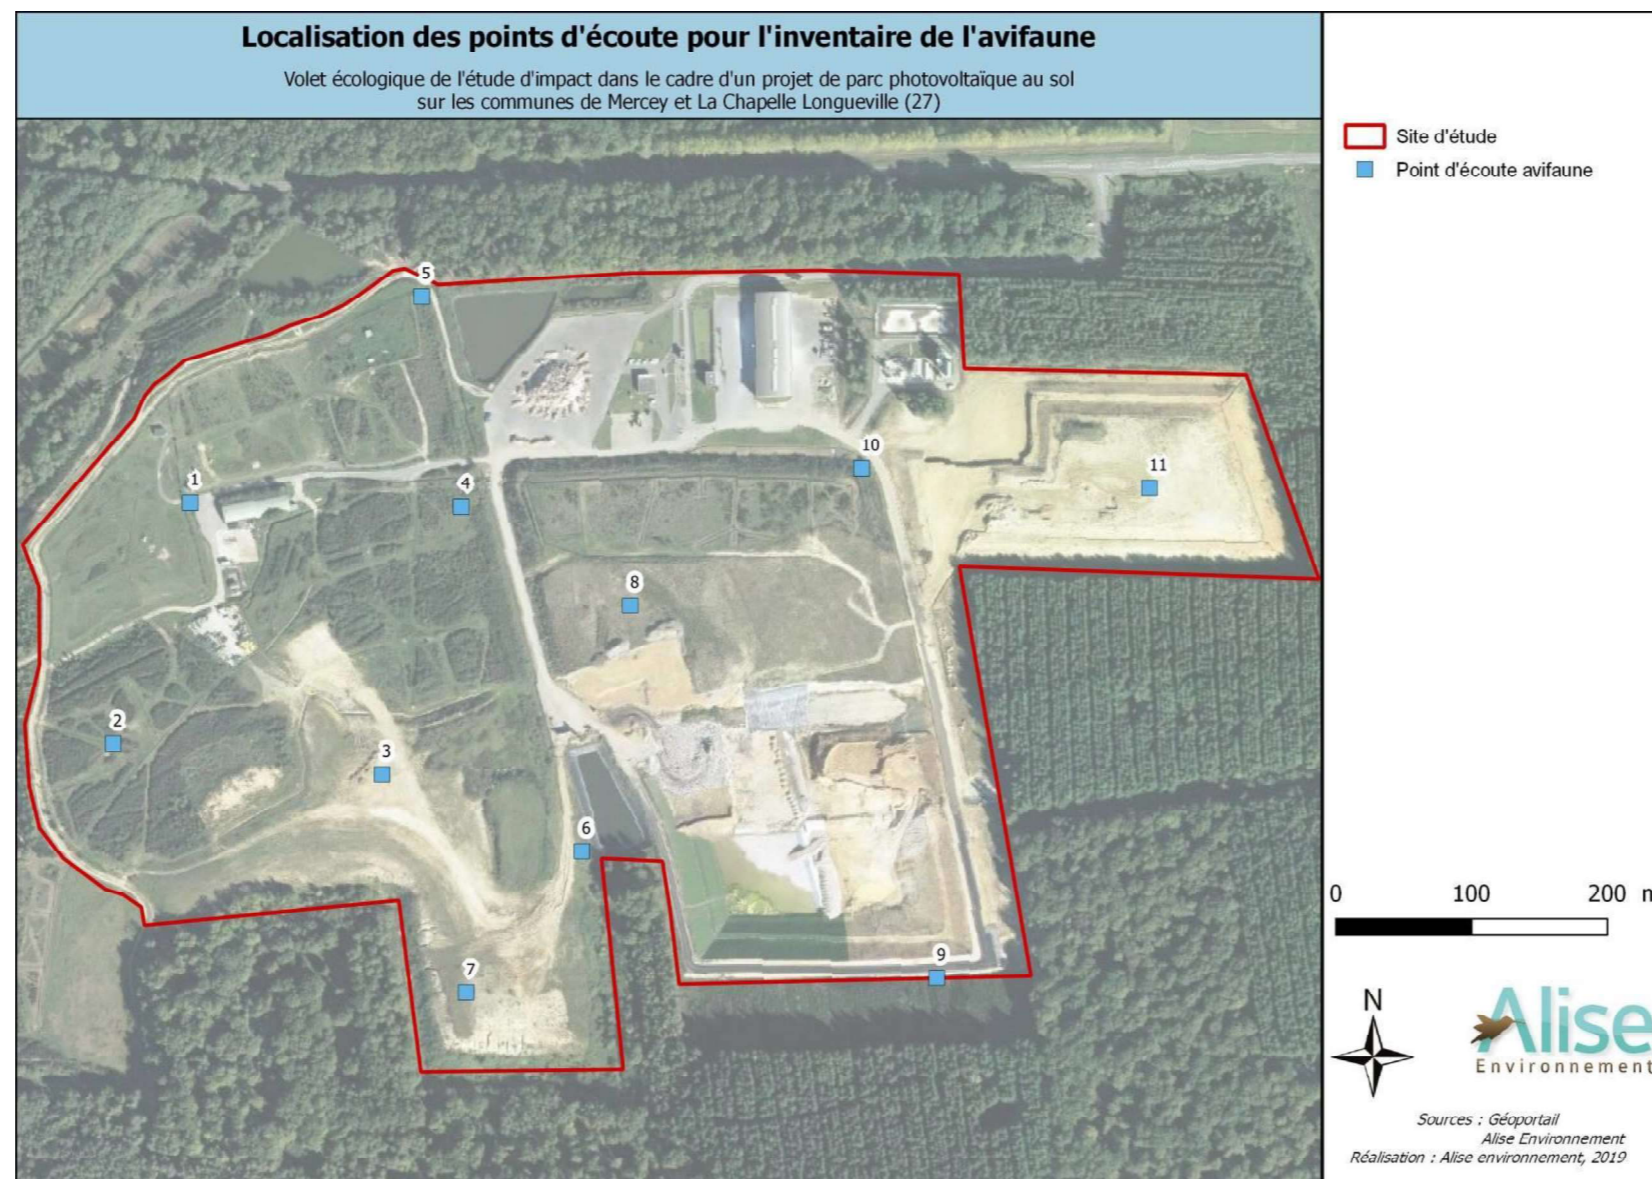 Localisation des points d'écoute pour l'inventaire de l'avifaune
Volet écologique de l'étude d'impact dans le cadre d'un projet de parc photovoltaïque au sol
sur les communes de Mercey et La Chapelle Longueville (27)
Site d'étude
Point d'écoute avifaune
5
10
11
1
4
8
2
3
6
9
7
0 100 200 m
N
Alise
Environnement
Sources : Géoportail
Alise Environnement
Réalisation : Alise environnement, 2019